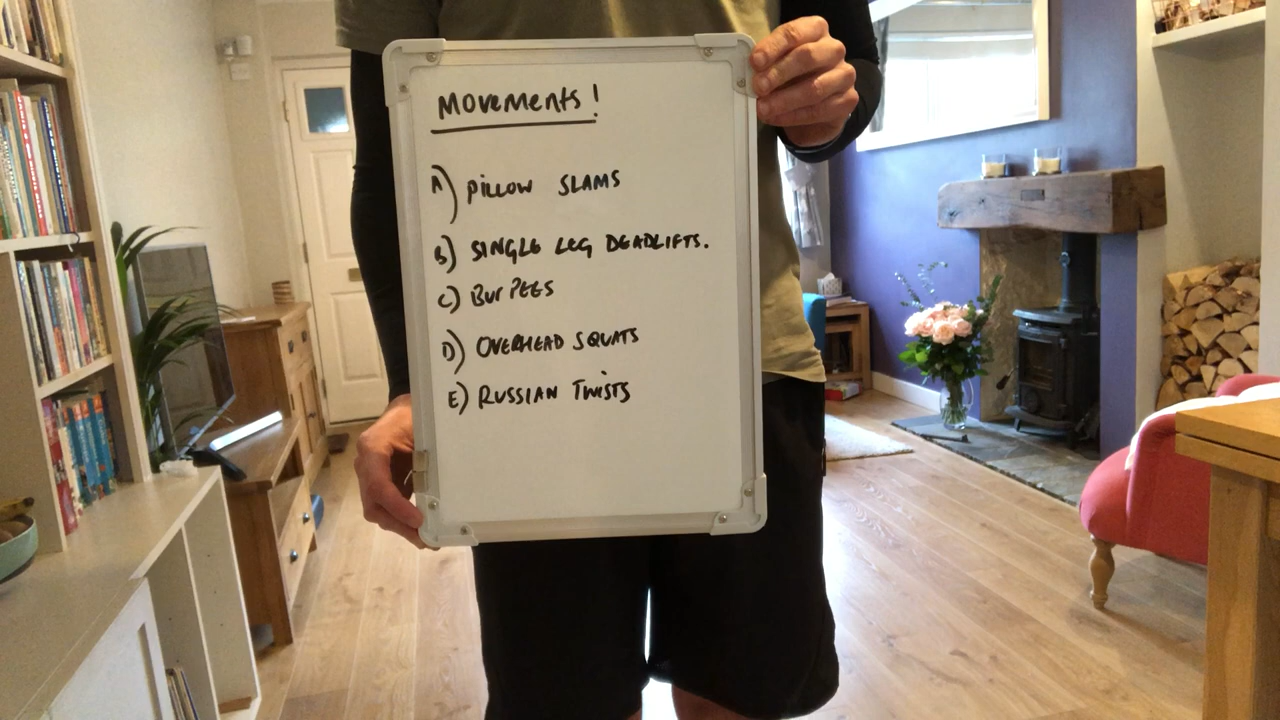 Movements!
A) PILLOW SLAMS
B) SINGLE LEG DEADLIFTS.
C) BURPEES
D) OVERHEAD SQUATS
E) RUSSIAN TWISTS